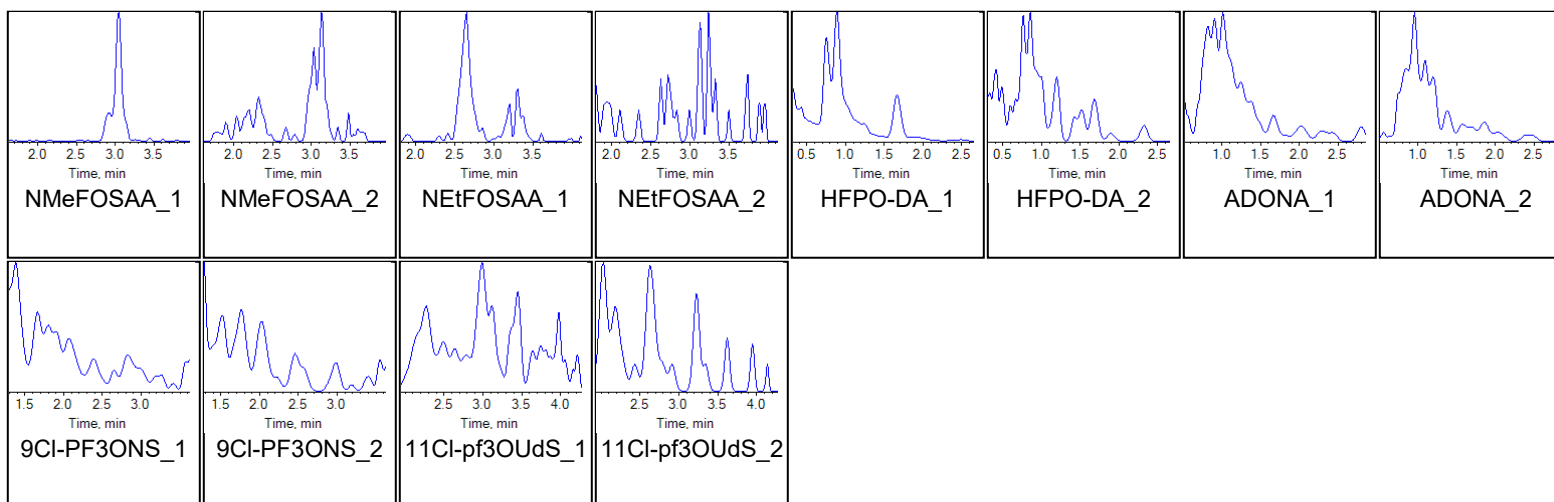 2.0 3.0 3.5
Time, min
NMeFOSAA_1
2.0 2.5 3.0 3.5
Time, min
NMeFOSAA_2
2.0 2.5 3.0 3.5
Time, min
NEtFOSAA_1
2.0 2.5 3.0 3.5
Time, min
NEtFOSAA_2
0.5 1.0 1.5 2.0 2.5
Time, min
HFPO-DA_1
0.5 1.0 1.5 2.0 2.5
Time, min
HFPO-DA_2
1.0 1.5 2.0 2.5
Time, min
ADONA_1
1.0 1.5 2.0 2.5
Time, min
ADONA_2
1.5 2.0 2.5 3.0
Time, min
9Cl-PF3ONS_1
1.5 2.0 2.5 3.0
Time, min
9Cl-PF3ONS_2
2.5 3.0 3.5 4.0
Time, min
11Cl-pf3OUdS_1
2.5 3.0 3.5 4.0
Time, min
11Cl-pf3OUdS_2